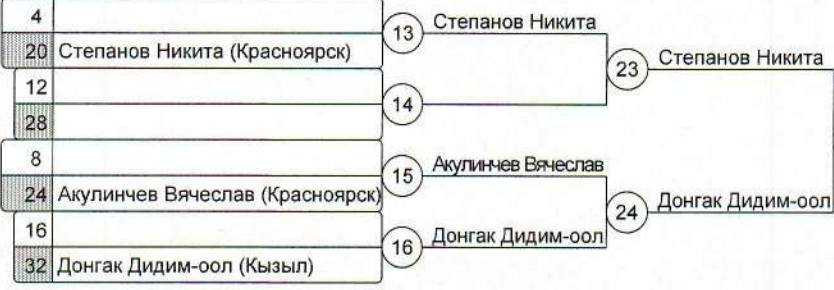 4
20 Степанов Никита (Красноярск)
13 Степанов Никита
12
28
14
23 Степанов Никита
8
24 Акулинчев Вячеслав (Красноярск)
15 Акулинчев Вячеслав
16
32 Донгак Дидим-оол (Кызыл)
16 Донгак Дидим-оол
24 Донгак Дидим-оол